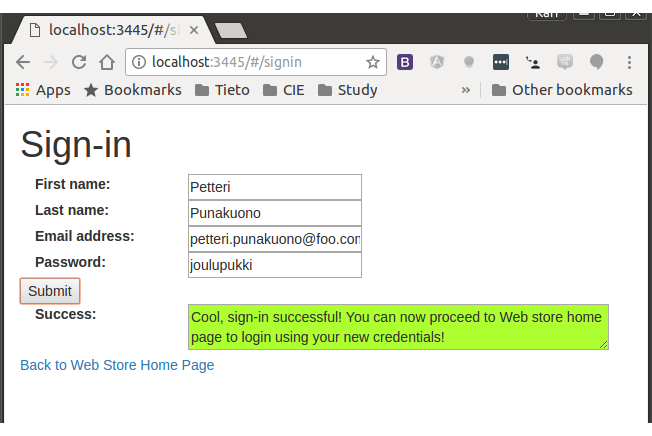 Kari
localhost:3445/#/si
localhost:3445/#/signin
Apps Bookmarks Tieto CIE Study » Other bookmarks
Sign-in
First name: Petteri
Last name: Punakuono
Email address: petteri.punakuono@foo.com
Password: joulupukki
Submit
Success: Cool, sign-in successful! You can now proceed to Web store home
page to login using your new credentials!
Back to Web Store Home Page